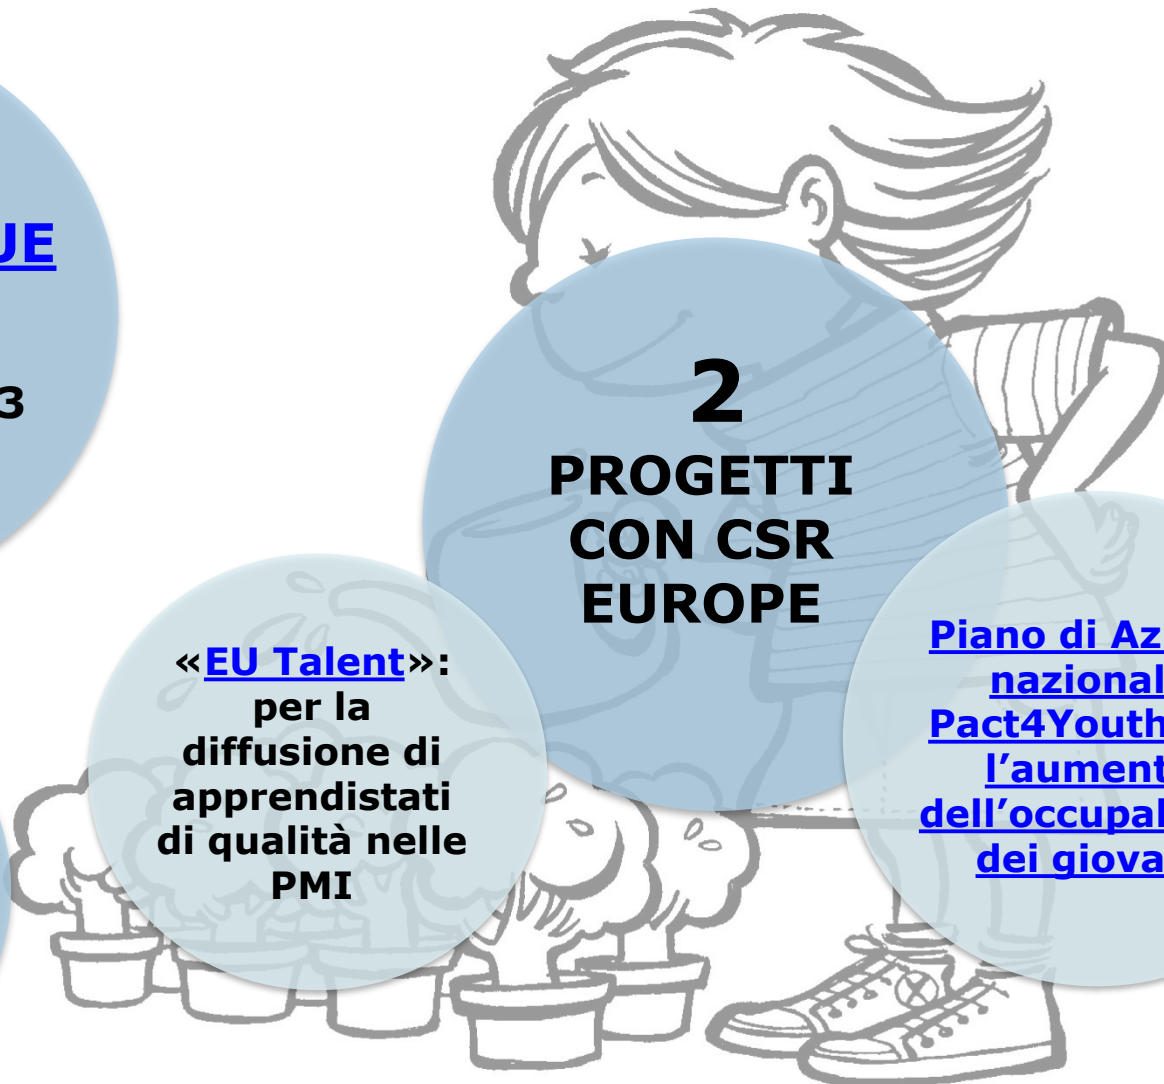 UE
3
2
PROGETTI
CON CSR
EUROPE
«EU Talent»:
per la
diffusione di
apprendistati
di qualità nelle
PMI
Piano di Az
nazional
Pact4Youth
l’aument
dell’occupa
dei giova